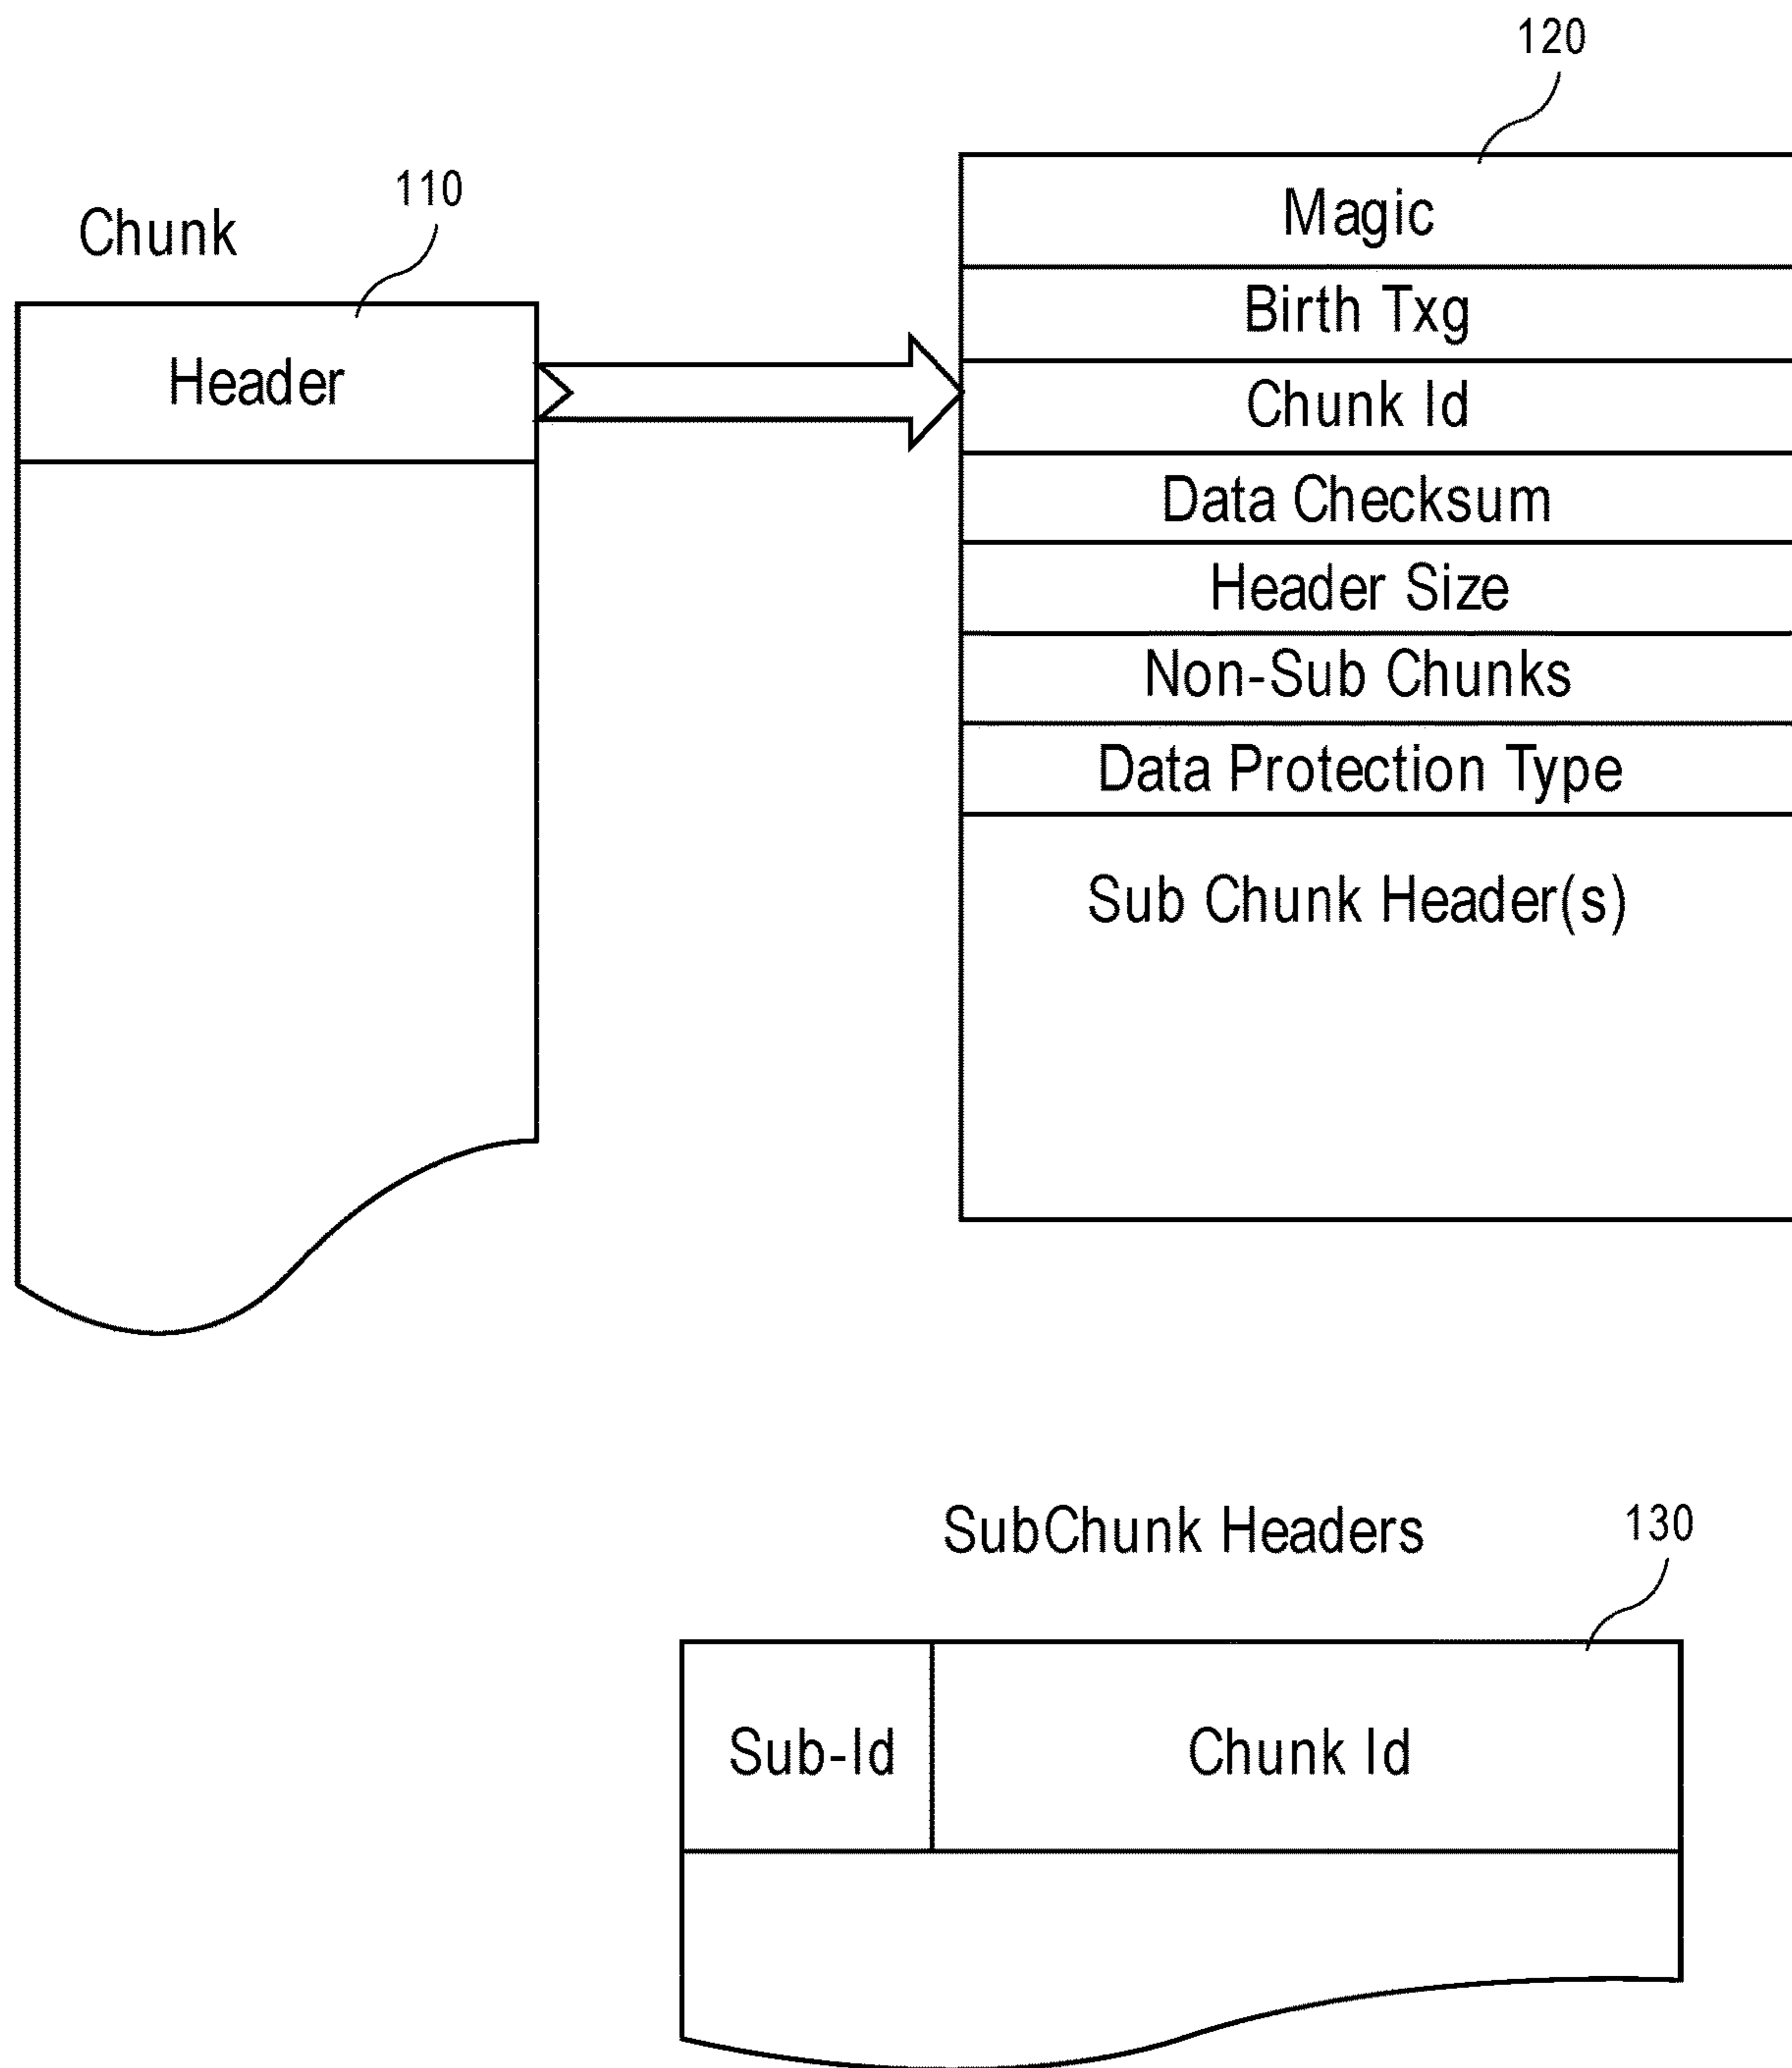 120
110
Chunk
Magic
Birth Txg
Header
Chunk Id
Data Checksum
Header Size
Non-Sub Chunks
Data Protection Type
Sub Chunk Header(s)
SubChunk Headers
130
Sub-Id
Chunk Id